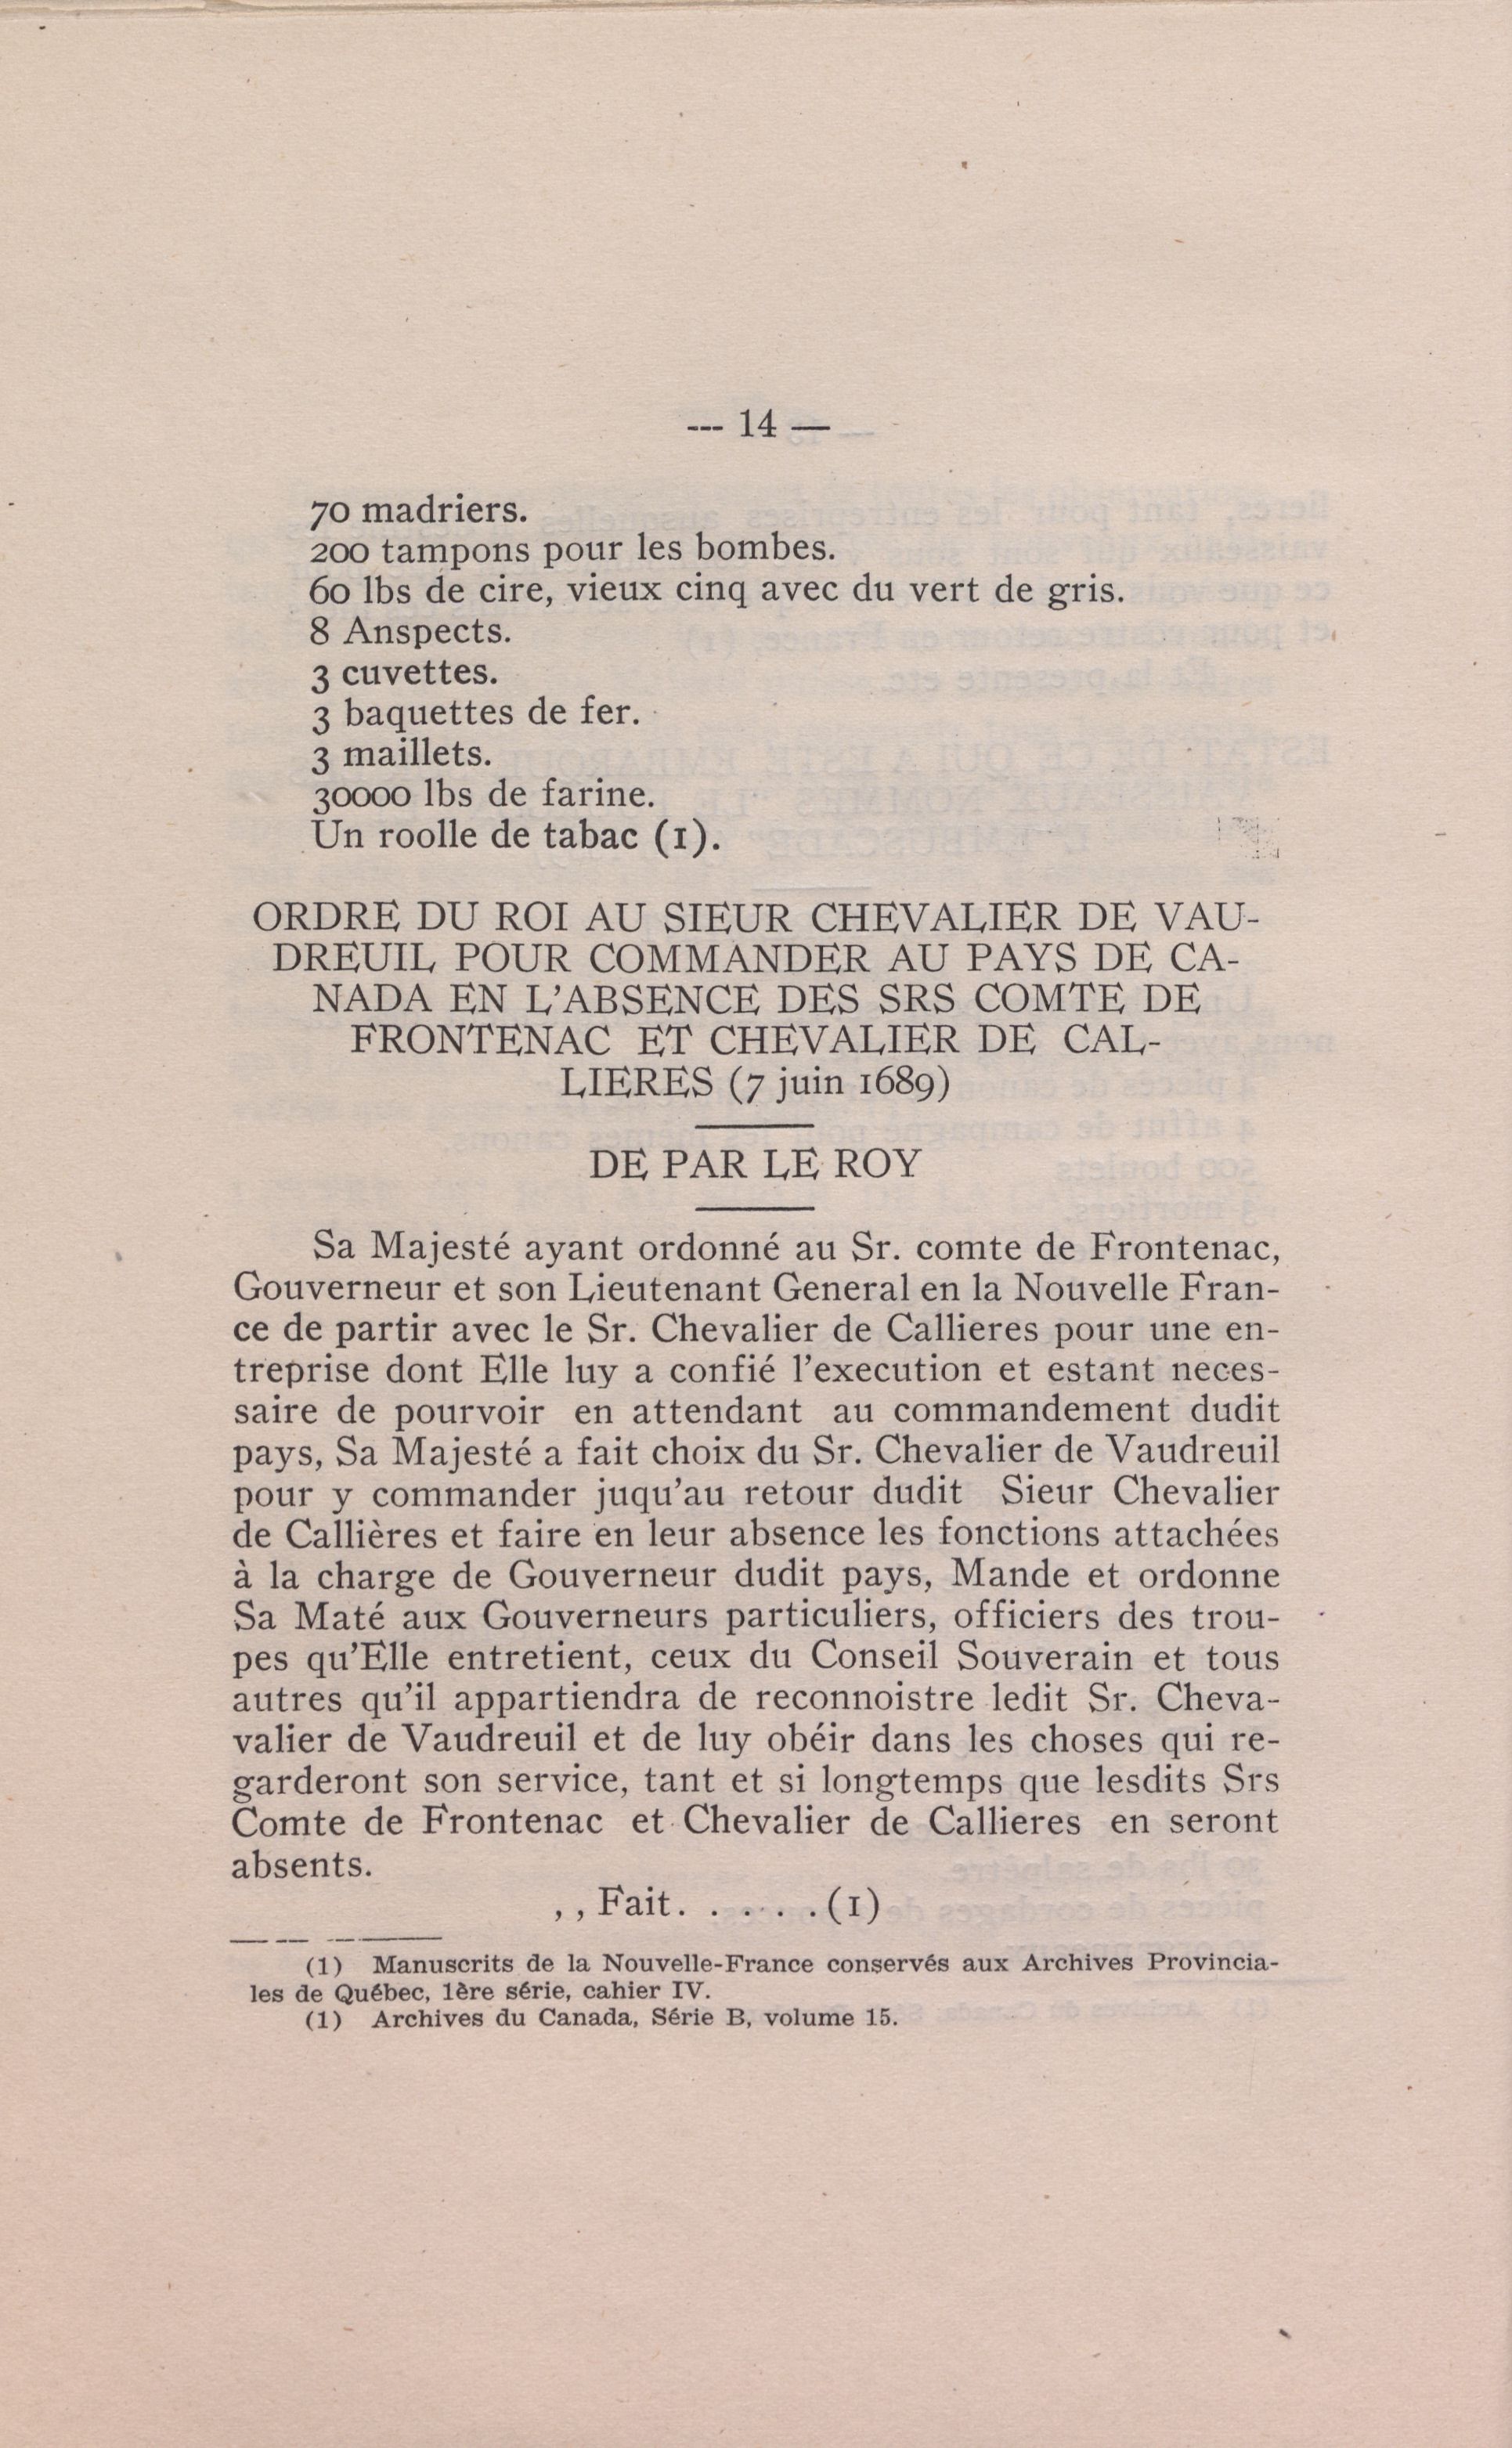 --- 14 —
70 madriers.
200 tampons pour les bombes.
60 lbs de cire, vieux cinq avec du vert de gris.
8 Anspects.
3 cuvettes.
3 baquettes de fer.
3 maillets.
30000 lbs de farine.
Un roolle de tabac (1).
ORDRE DU ROI AU SIEUR CHEVALIER DE VAU-
DREUIL POUR COMMANDER AU PAYS DE CA-
NADA EN L'ABSENCE DES SRS COMTE DE
FRONTENAC ET CHEVALIER DE CAL-
LIERES (7 juin 1689)
DE PAR LE ROY
Sa Majesté ayant ordonné au Sr. comte de Frontenac,
Gouverneur et son Lieutenant General en la Nouvelle Fran-
ce de partir avec le Sr. Chevalier de Callieres pour une en-
treprise dont Elle luy a confié l'execution et estant neces-
saire de pourvoir en attendant au commandement dudit
pays, Sa Majesté a fait choix du Sr. Chevalier de Vaudreuil
pour y commander juqu'au retour dudit Sieur Chevalier
de Callières et faire en leur absence les fonctions attachées
à la charge de Gouverneur dudit pays, Mande et ordonne
Sa Maté aux Gouverneurs particuliers, officiers des trou-
pes qu'Elle entretient, ceux du Conseil Souverain et tous
autres qu'il appartiendra de reconnoistre ledit Sr. Cheva-
valier de Vaudreuil et de luy obéir dans les choses qui re-
garderont son service, tant et si longtemps que lesdits Srs
Comte de Frontenac et Chevalier de Callieres en seront
absents.
,, Fait. . . . . .(1)
(1) Manuscrits de la Nouvelle-France conservés aux Archives Provincia-
les de Québec, 1ère série, cahier IV.
(1) Archives du Canada, Série B, volume 15.